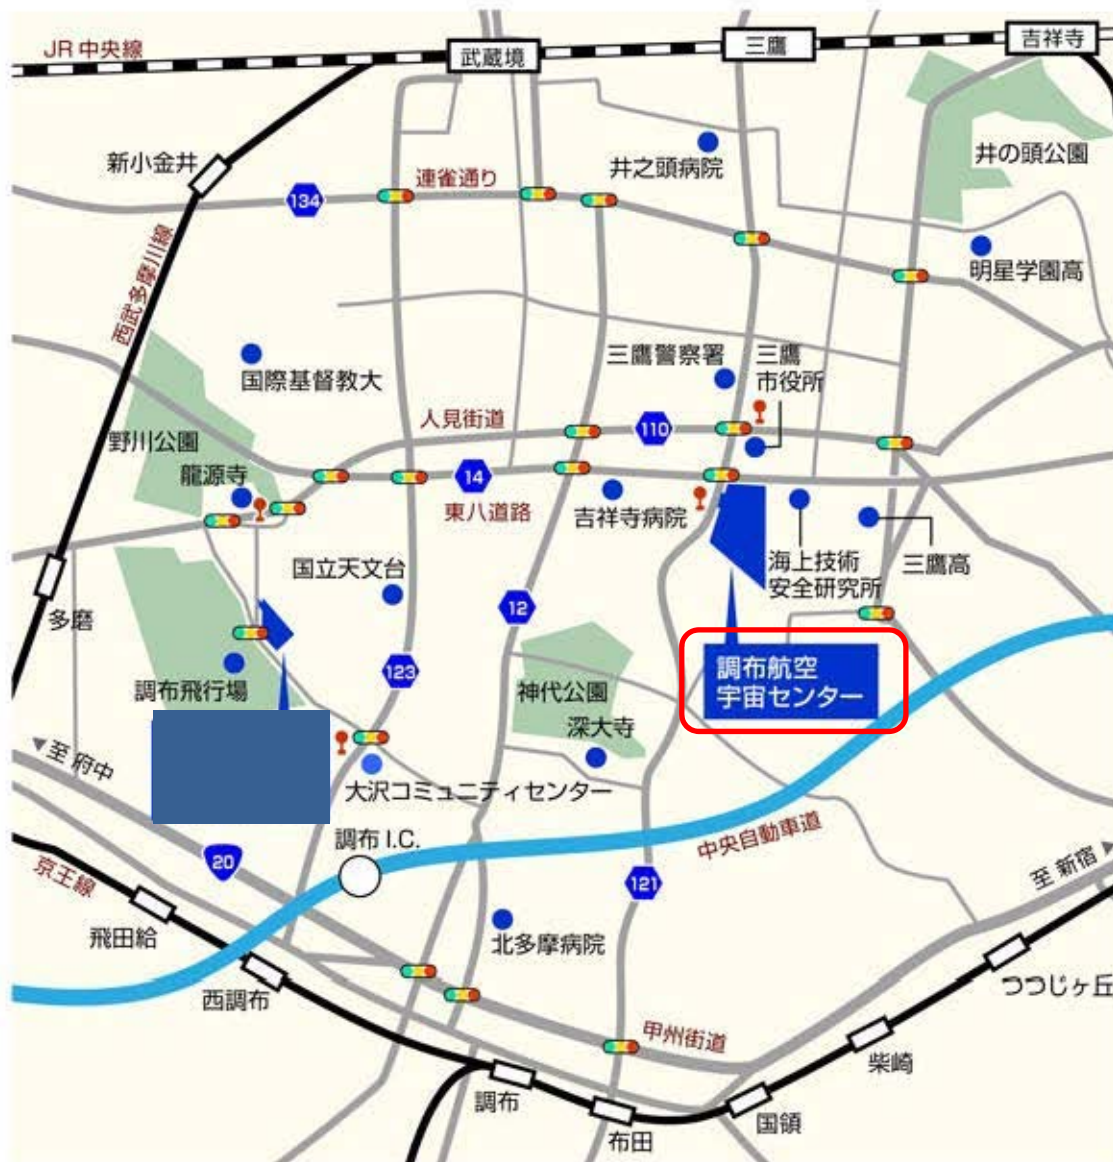 JR中央線
武蔵境
三鷹
吉祥寺
新小金井
連雀通り
井之頭病院
井の頭公園
134
西武多摩川線
明星学園高
国際基督教大
三鷹警察署
三鷹
市役所
人見街道
110
野川公園
龍源寺
14
東八道路
吉祥寺病院
海上技術
安全研究所
三鷹高
国立天文台
多磨
12
123
調布飛行場
神代公園
深大寺
調布航空
宇宙センター
◀至 府中
大沢コミュニティセンター
調布 I.C.
中央自動車道
20
121
至 新宿▶
京王線
飛田給
北多摩病院
西調布
つつじヶ丘
甲州街道
柴崎
調布
国領
布田